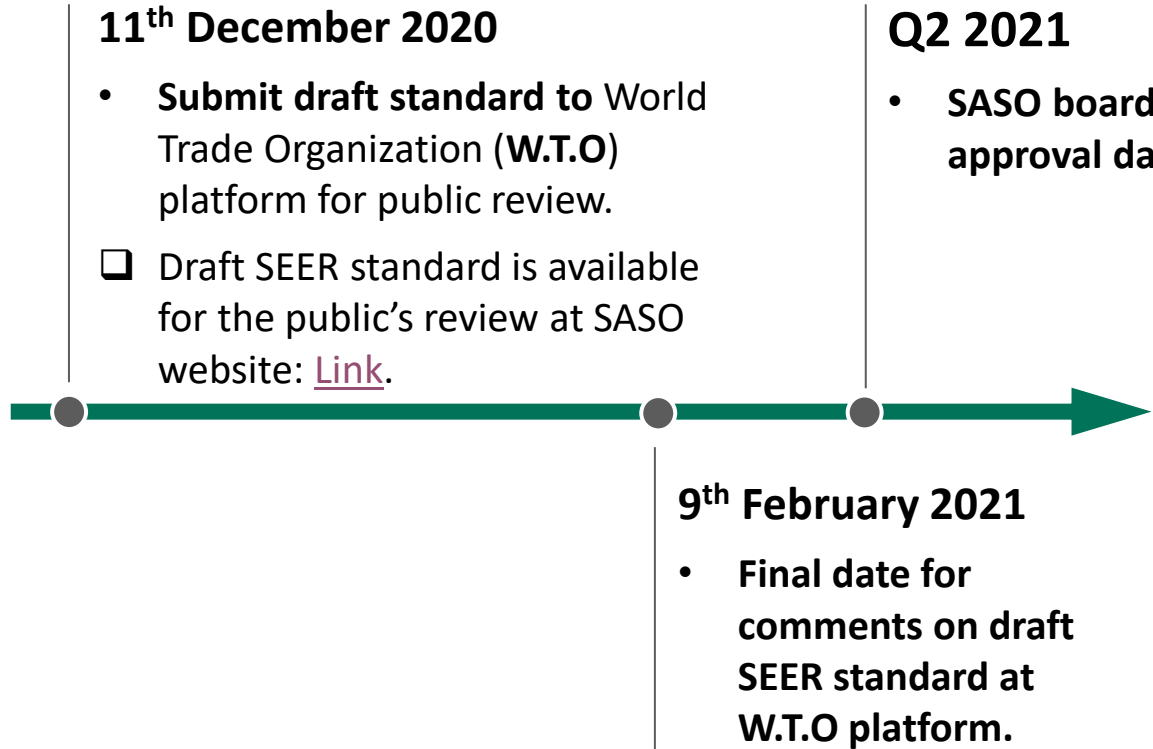 11th December 2020
• Submit draft standard to World
Trade Organization (W.T.O)
platform for public review.
❑ Draft SEER standard is available
for the public’s review at SASO
website: Link.
Q2 2021
• SASO board
approval
9th February 2021
• Final date for
comments on draft
SEER standard at
W.T.O platform.